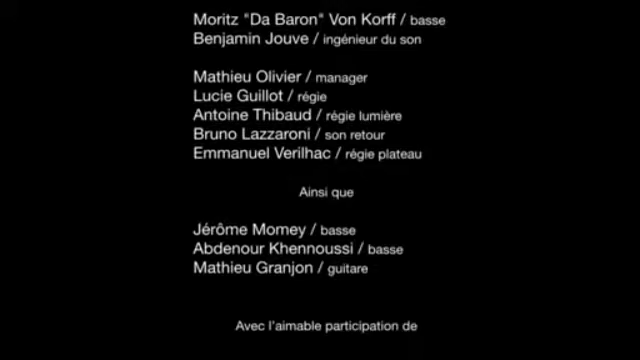 Moritz "Da Baron" Von Korff / basse
Benjamin Jouve / ingénieur du son
Mathieu Olivier / manager
Lucie Guillot / régie
Antoine Thibaud / régie lumière
Bruno Lazzaroni / son retour
Emmanuel Verilhac / régie plateau
Ainsi que
Jérôme Momey / basse
Abdenour Khennoussi / basse
Mathieu Granjon / guitare
Avec l'aimable participation de